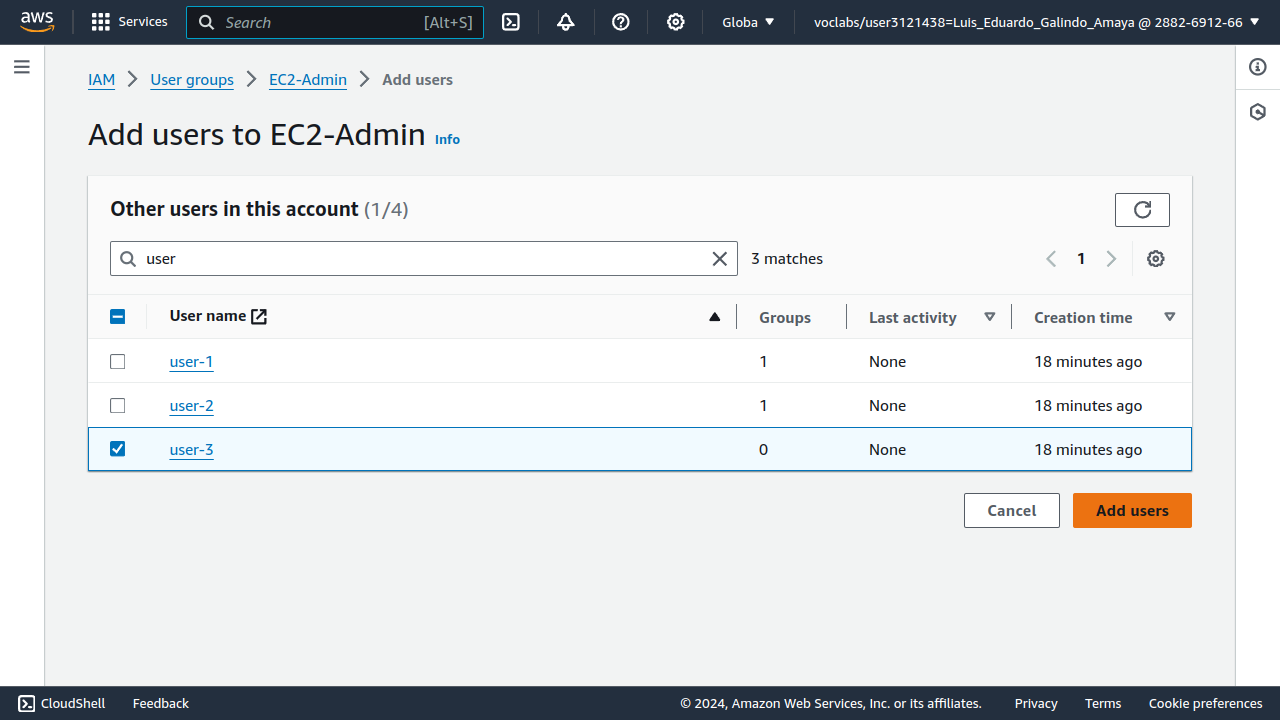 aws
Services
Search
[Alt+S]
Globa
voclabs/user3121438=Luis_Eduardo_Galindo_Amaya @ 2882-6912-66
IAM > User groups > EC2-Admin > Add users
Add users to EC2-Admin Info
Other users in this account (1/4)
user
3 matches
1
User name
Groups
Last activity
Creation time
user-1 1 None 18 minutes ago
user-2 1 None 18 minutes ago
user-3 0 None 18 minutes ago
Cancel
Add users
CloudShell
Feedback
© 2024, Amazon Web Services, Inc. or its affiliates.
Privacy
Terms
Cookie preferences